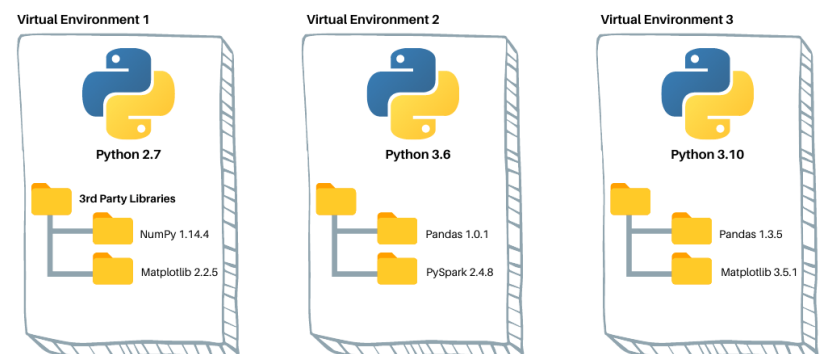 Virtual Environment 1
Python 2.7
3rd Party Libraries
NumPy 1.14.4
Matplotlib 2.2.5
Virtual Environment 2
Python 3.6
Pandas 1.0.1
PySpark 2.4.8
Virtual Environment 3
Python 3.10
Pandas 1.3.5
Matplotlib 3.5.1